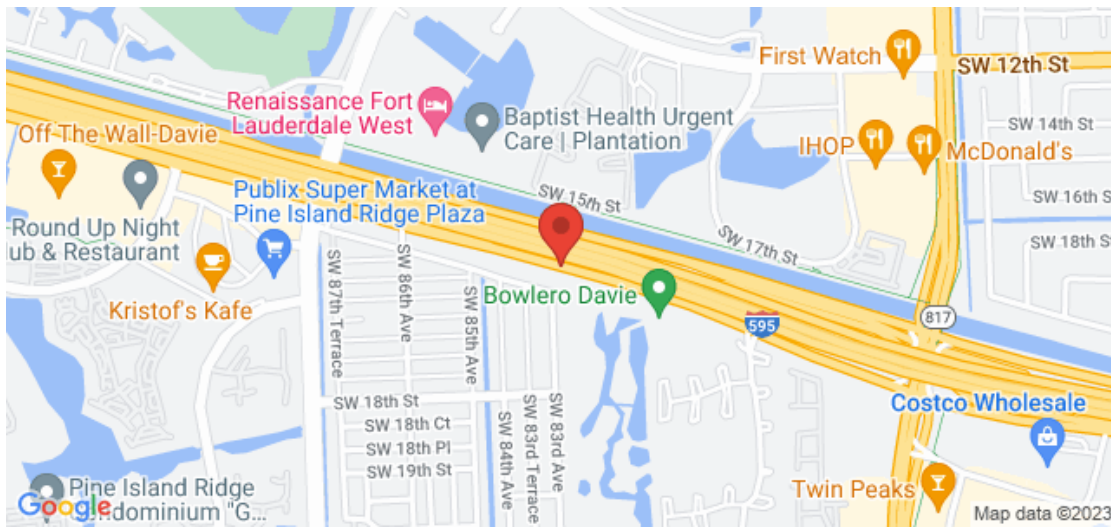 First Watch
SW 12th St
Renaissance Fort
Lauderdale West
Baptist Health Urgent
Care | Plantation
SW 14th St
Off The Wall-Davie
IHOP
McDonald's
SW 15th St
SW 16th St
Publix Super Market at
Pine Island Ridge Plaza
Round Up Night
ub & Restaurant
SW 17th St
SW 18th S
Kristof's Kafe
SW 87th Terrace
SW 86th Ave
SW 85th Ave
Bowlero Davie
595
817
SW 18th St
SW 18th Ct
SW 18th Pl
SW 19th St
SW 84th Ave
SW 83rd Terrace
SW 83rd Ave
Costco Wholesale
Twin Peaks
Pine Island Ridge
ndominium "G...
Google
Map data ©2023